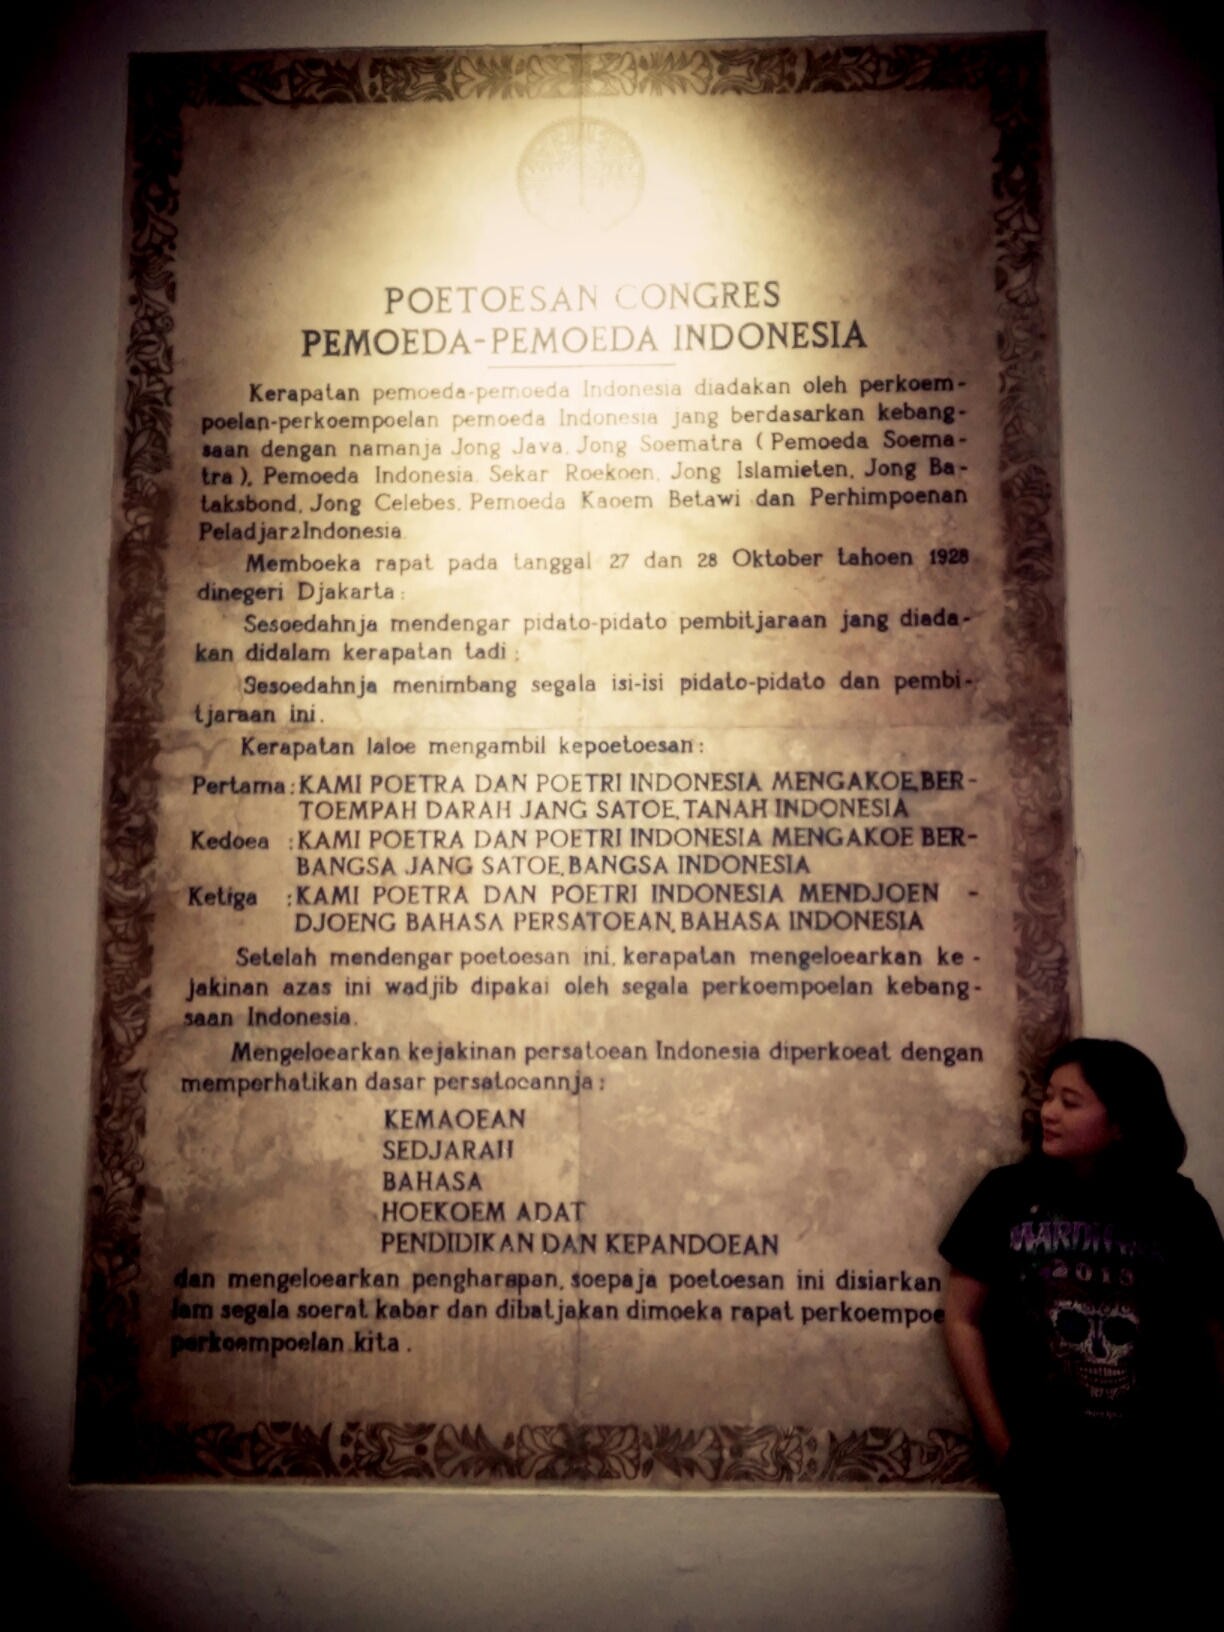 POETOESAN CONGRES
PEMOEDA-PEMOEDA INDONESIA
Kerapatan pemoeda-pemoeda Indonesia diadakan oleh perkoem-
poelan-perkoempoelan pemoeda Indonesia jang berdasarkan kebang-
saan dengan namanja Jong Java, Jong Soematra (Pemoeda Soema-
tra), Pemoeda Indonesia, Sekar Roekoen, Jong Islamieten, Jong Ba-
taksbond, Jong Celebes, Pemoeda Kaoem Betawi dan Perhimpoenan
Peladjar2Indonesia.
Memboeka rapat pada tanggal 27 dan 28 Oktober tahoen 1928
dinegeri Djakarta:
Sesoedahnja mendengar pidato-pidato pembitjaraan jang diada-
kan didalam kerapatan tadi;
Sesoedahnja menimbang segala isi-isi pidato-pidato dan pembi-
tjaraan ini.
Kerapatan laloe mengambil kepoetoesan:
Pertama: KAMI POETRA DAN POETRI INDONESIA MENGAKOE, BER-
TOEMPAH DARAH JANG SATOE, TANAH INDONESIA
Kedoea : KAMI POETRA DAN POETRI INDONESIA MENGAKOE BER-
BANGSA JANG SATOE, BANGSA INDONESIA
Ketiga : KAMI POETRA DAN POETRI INDONESIA MENDJOEN -
DJOENG BAHASA PERSATOEAN, BAHASA INDONESIA
Setelah mendengar poetoesan ini, kerapatan mengeloearkan ke-
jakinan azas ini wadjib dipakai oleh segala perkoempoelan kebang-
saan Indonesia.
Mengeloearkan kejakinan persatoean Indonesia diperkoeat dengan
memperhatikan dasar persatoeannja:
KEMAOEAN
SEDJARAH
BAHASA
HOEKOEM ADAT
PENDIDIKAN DAN KEPANDOEAN
dan mengeloearkan pengharapan, soepaja poetoesan ini disiarkan
lam segala soerat kabar dan dibatjakan dimoeka rapat perkoempoe
perkoempoelan kita.
2013